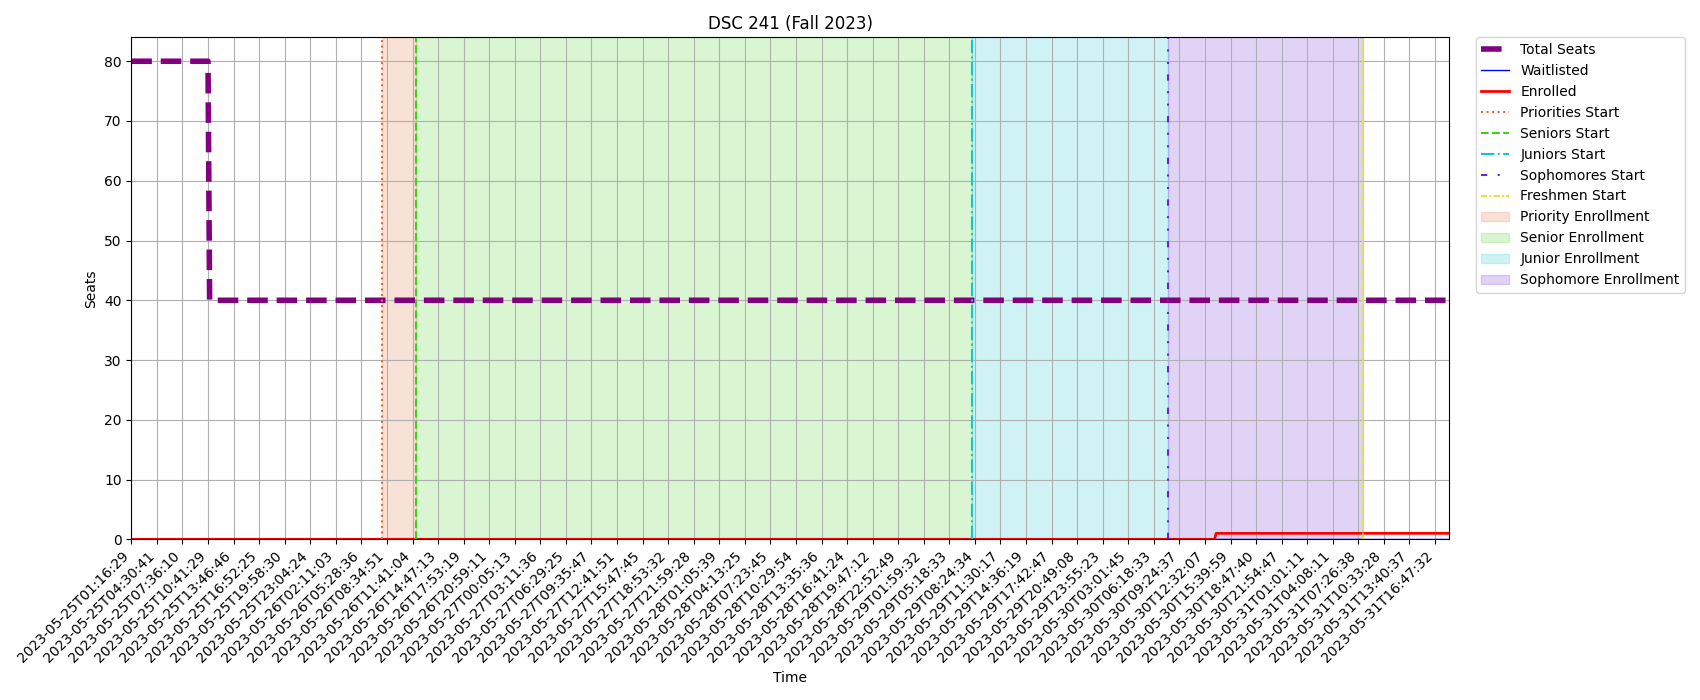 DSC 241 (Fall 2023)
Seats
80
70
60
50
40
30
20
10
0
2023-05-25T01:16:29
2023-05-25T04:30:41
2023-05-25T07:36:10
2023-05-25T10:41:29
2023-05-25T13:46:46
2023-05-25T16:52:25
2023-05-25T19:58:30
2023-05-25T23:04:24
2023-05-26T02:11:03
2023-05-26T05:28:36
2023-05-26T08:34:51
2023-05-26T11:41:04
2023-05-26T14:47:13
2023-05-26T17:53:19
2023-05-26T20:59:11
2023-05-27T00:05:13
2023-05-27T03:11:36
2023-05-27T06:29:25
2023-05-27T09:35:47
2023-05-27T12:41:51
2023-05-27T15:47:45
2023-05-27T18:53:32
2023-05-27T21:59:28
2023-05-28T01:05:39
2023-05-28T04:13:25
2023-05-28T07:23:45
2023-05-28T10:29:54
2023-05-28T13:35:36
2023-05-28T16:41:24
2023-05-28T19:47:12
2023-05-28T22:52:49
2023-05-29T01:59:32
2023-05-29T05:18:33
2023-05-29T08:24:34
2023-05-29T11:30:17
2023-05-29T14:36:19
2023-05-29T17:42:47
2023-05-29T20:49:08
2023-05-29T23:55:23
2023-05-30T03:01:45
2023-05-30T06:18:33
2023-05-30T09:24:37
2023-05-30T12:32:07
2023-05-30T15:39:59
2023-05-30T18:47:40
2023-05-30T21:54:47
2023-05-31T01:01:11
2023-05-31T04:08:11
2023-05-31T07:26:38
2023-05-31T10:33:28
2023-05-31T13:40:37
2023-05-31T16:47:32
Time
Total Seats
Waitlisted
Enrolled
Priorities Start
Seniors Start
Juniors Start
Sophomores Start
Freshmen Start
Priority Enrollment
Senior Enrollment
Junior Enrollment
Sophomore Enrollment